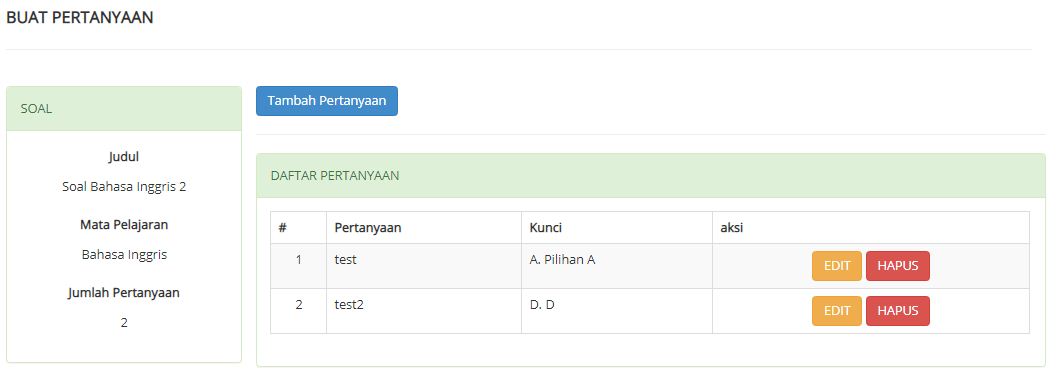 BUAT PERTANYAAN
SOAL
Judul
Soal Bahasa Inggris 2
Mata Pelajaran
Bahasa Inggris
Jumlah Pertanyaan
2
Tambah Pertanyaan
DAFTAR PERTANYAAN
# Pertanyaan Kunci aksi
1 test A. Pilihan A EDIT HAPUS
2 test2 D. D EDIT HAPUS